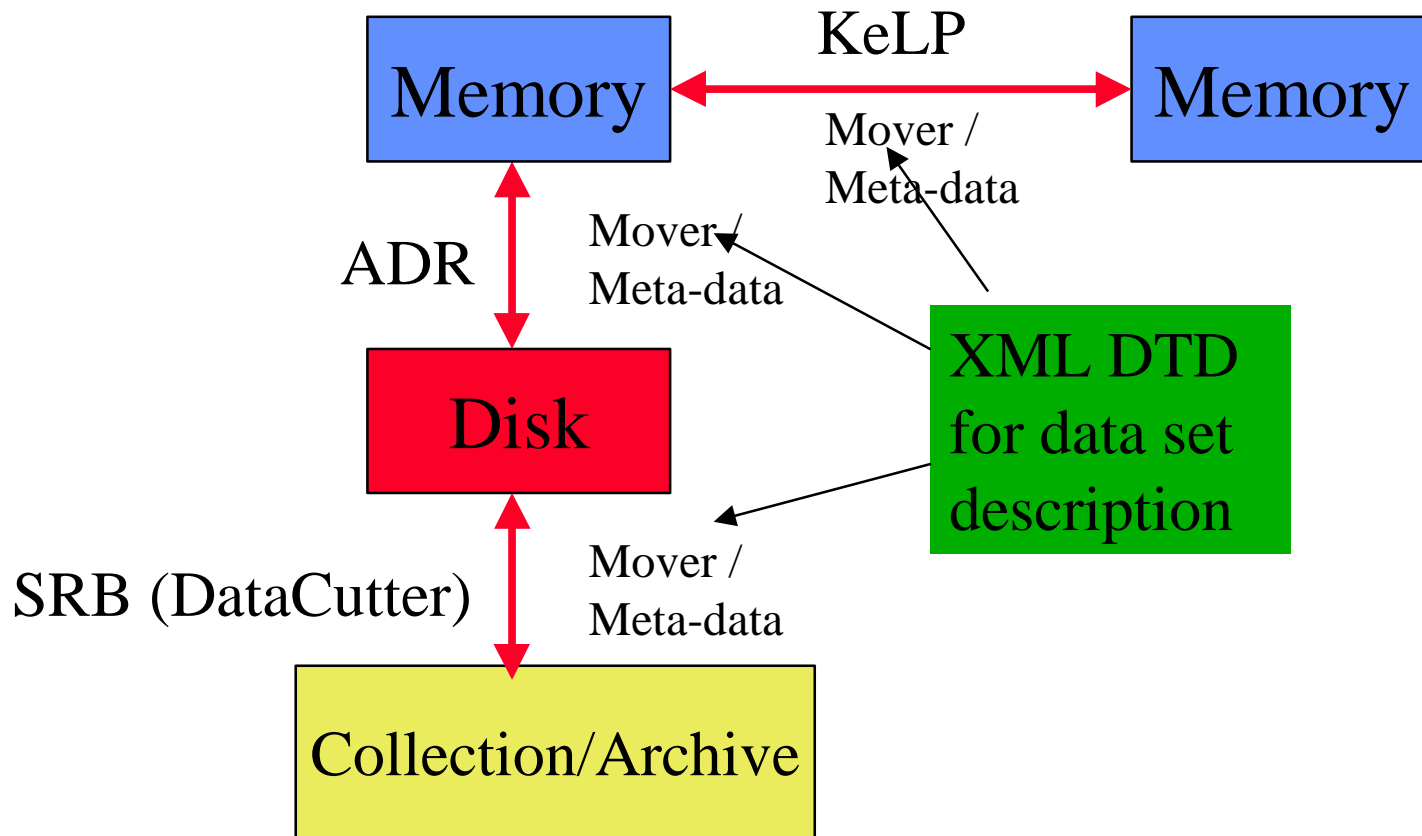 KeLP
Memory
Memory
Mover /
Meta-data
ADR
Mover /
Meta-data
XML DTD
for data set
description
Disk
SRB (DataCutter)
Mover /
Meta-data
Collection/Archive